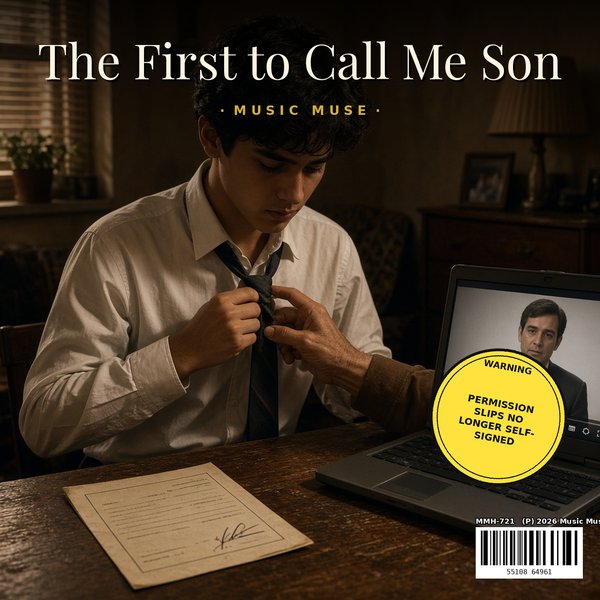 The First to Call Me Son
· MUSIC MUSE ·
WARNING
PERMISSION
SLIPS NO
LONGER SELF-
SIGNED
MMH-721 (P) 2026 Music Mus
55108 64961